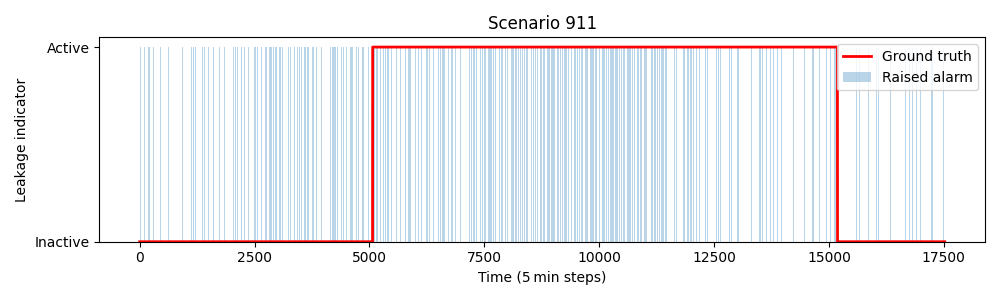 Scenario 911
Active
Inactive
Leakage indicator
Ground truth
Raised alarm
0 2500 5000 7500 10000 12500 15000 17500
Time (5 min steps)